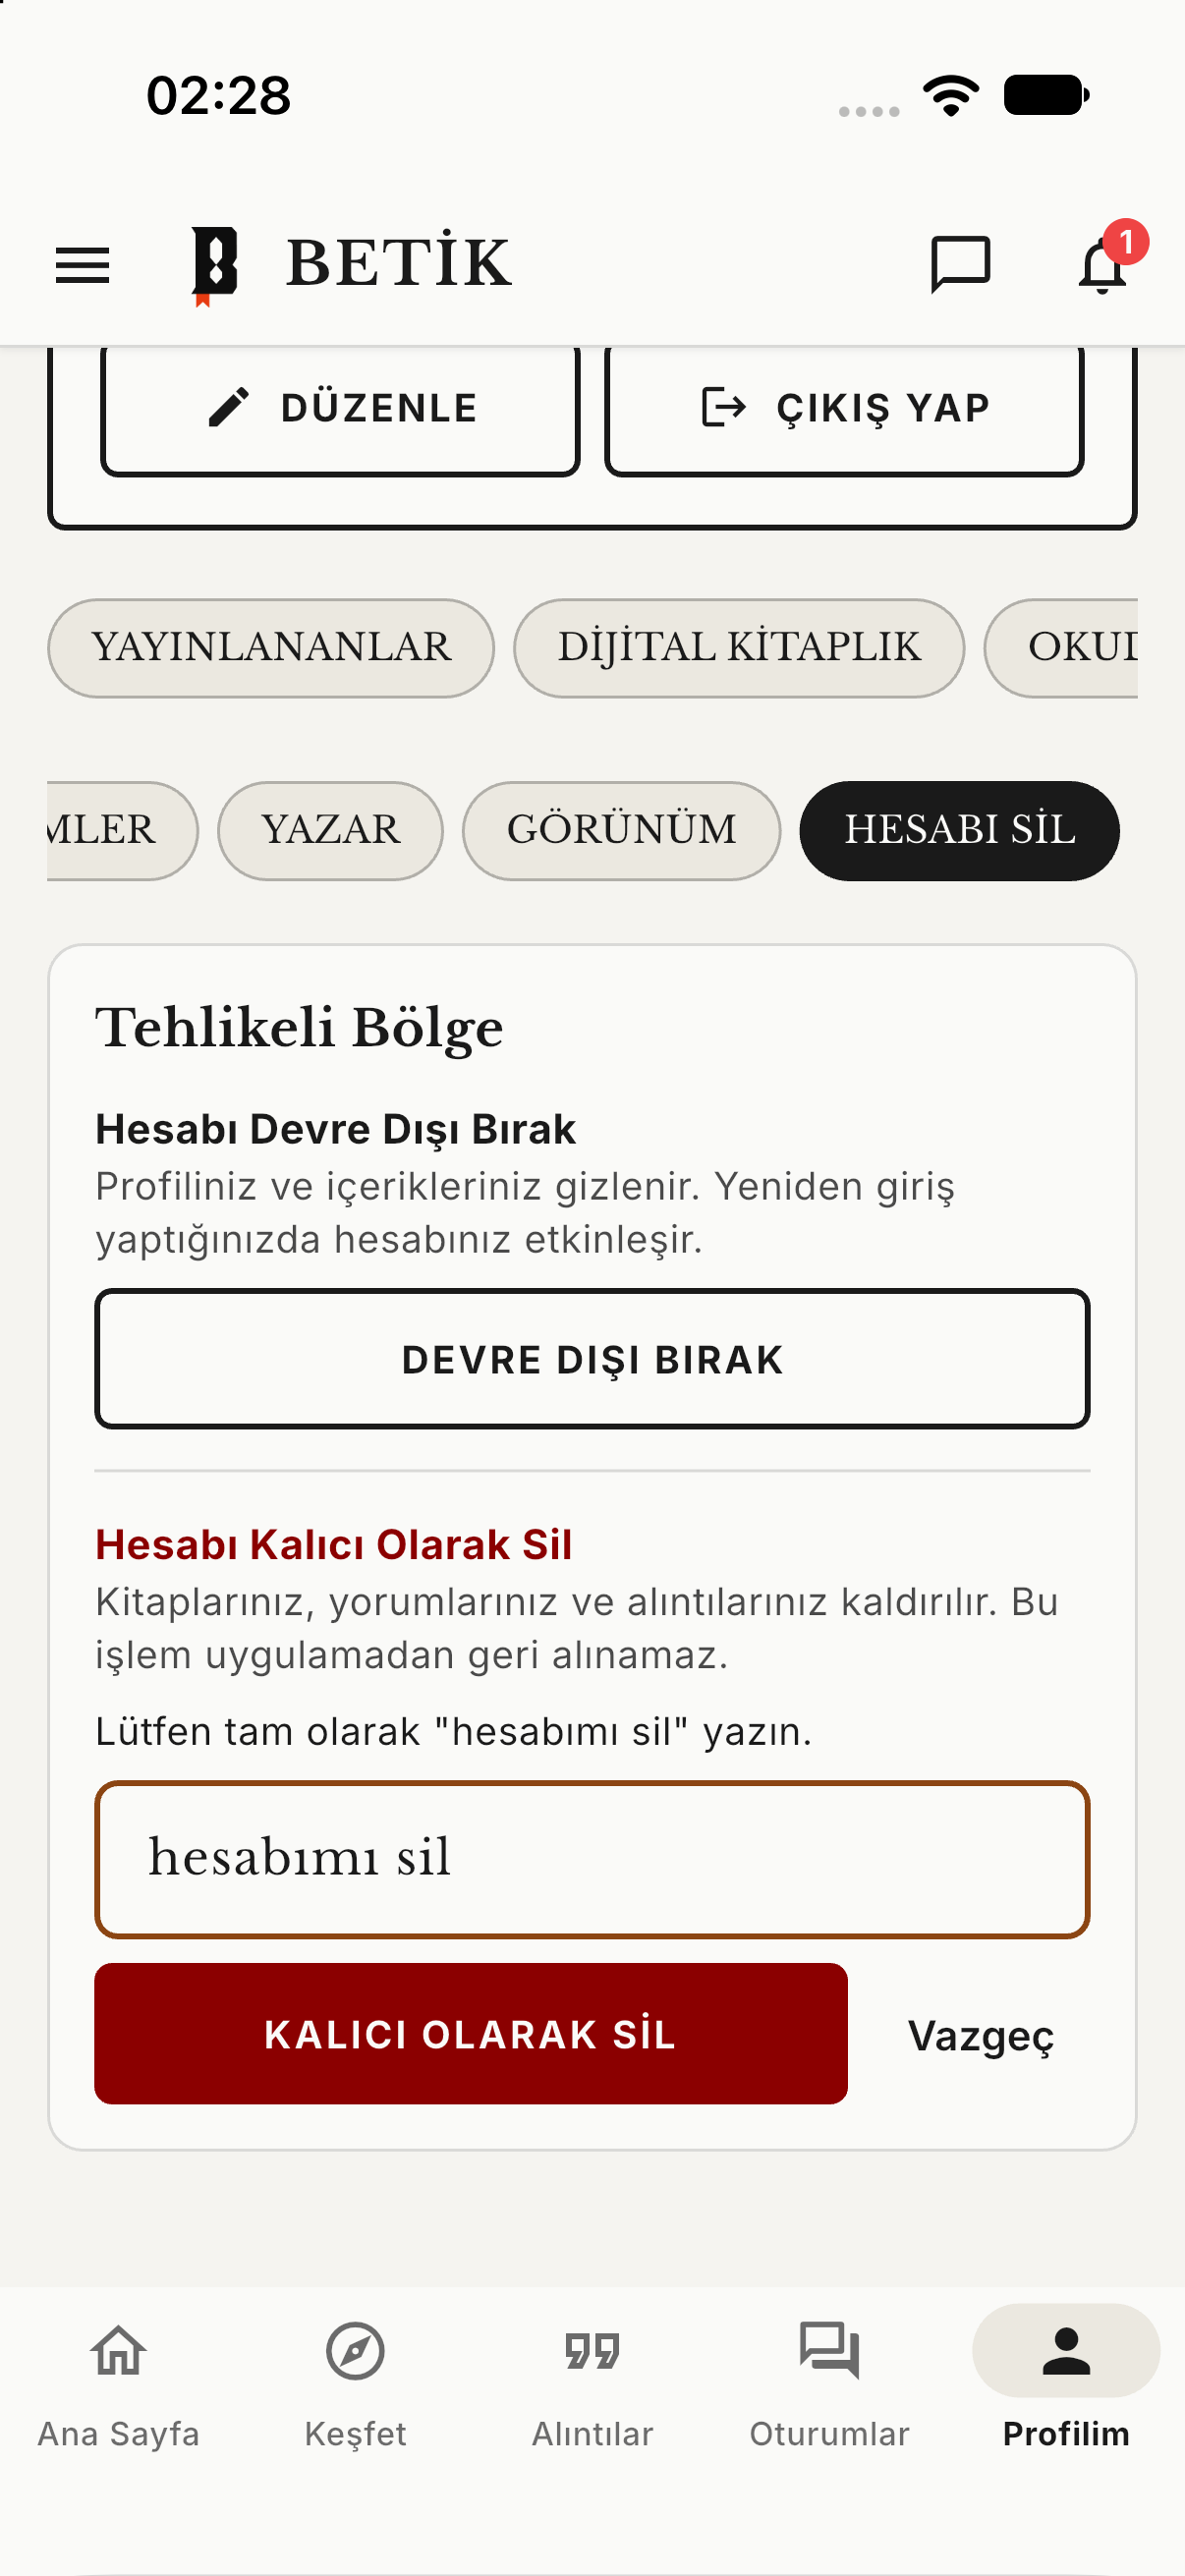 02:28
BETİK
1
DÜZENLE
ÇIKIŞ YAP
YAYINLANANLAR
DİJİTAL KİTAPLIK
YAZAR
GÖRÜNÜM
HESABI SİL
Tehlikeli Bölge
Hesabı Devre Dışı Bırak
Profiliniz ve içerikleriniz gizlenir. Yeniden giriş
yaptığınızda hesabınız etkinleşir.
DEVRE DIŞI BIRAK
Hesabı Kalıcı Olarak Sil
Kitaplarınız, yorumlarınız ve alıntılarınız kaldırılır. Bu
işlem uygulamadan geri alınamaz.
Lütfen tam olarak "hesabımı sil" yazın.
hesabımı sil
KALICI OLARAK SİL
Vazgeç
Ana Sayfa
Keşfet
Alıntılar
Oturumlar
Profilim